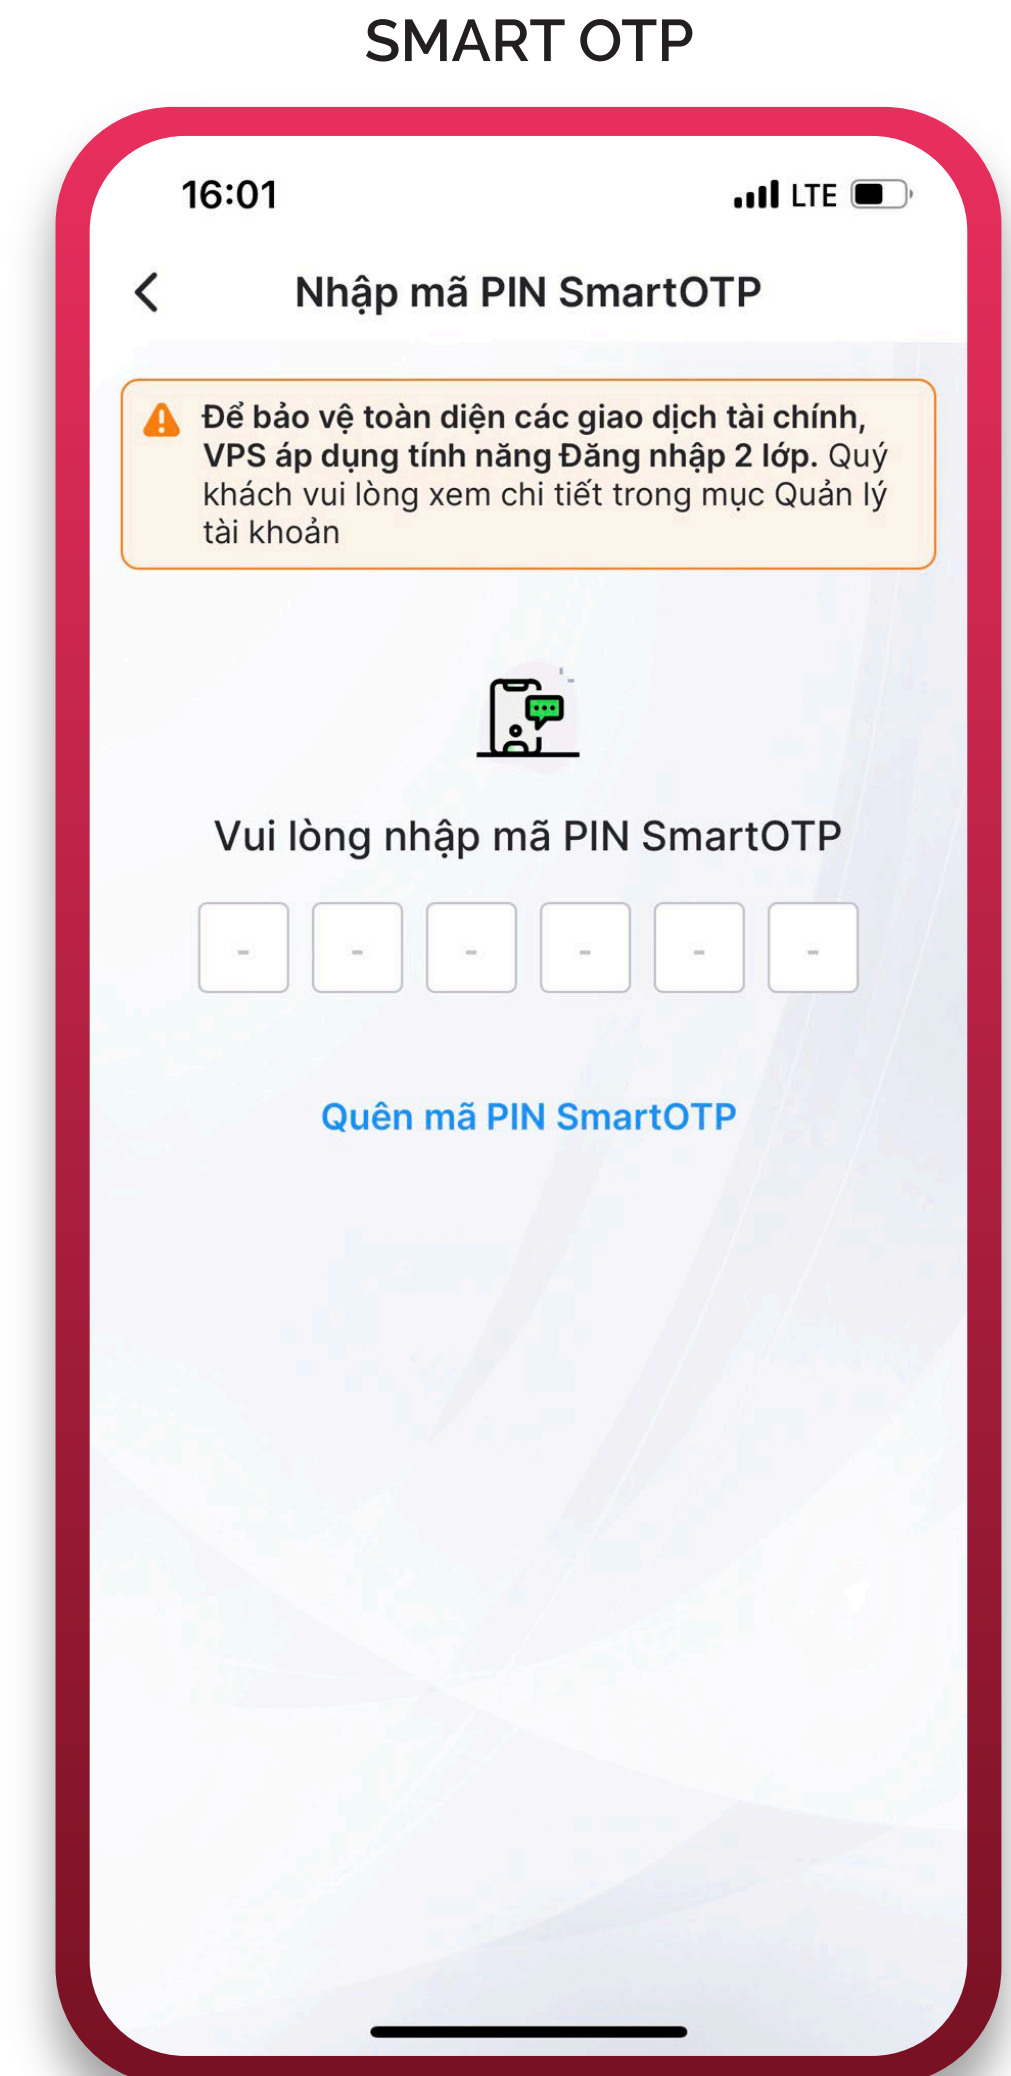 SMART OTP
16:01
LTE
Nhập mã PIN SmartOTP
Để bảo vệ toàn diện các giao dịch tài chính,
VPS áp dụng tính năng Đăng nhập 2 lớp. Quý
khách vui lòng xem chi tiết trong mục Quản lý
tài khoản
Vui lòng nhập mã PIN SmartOTP
- - - - - -
Quên mã PIN SmartOTP